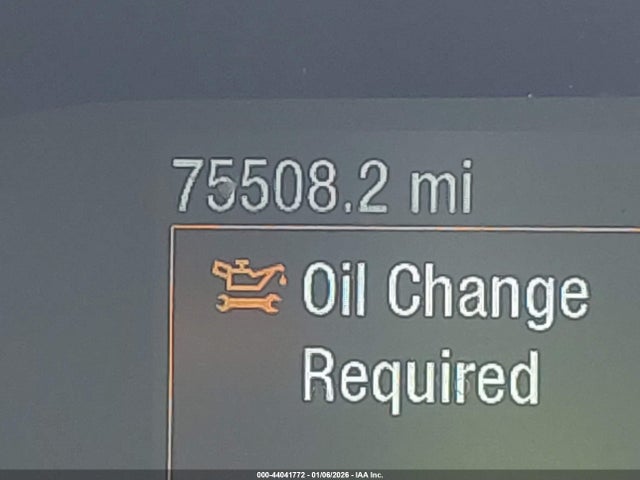 75508.2 mi
Oil Change
Required
000-44041772 - 01/06/2026 - IAA Inc.